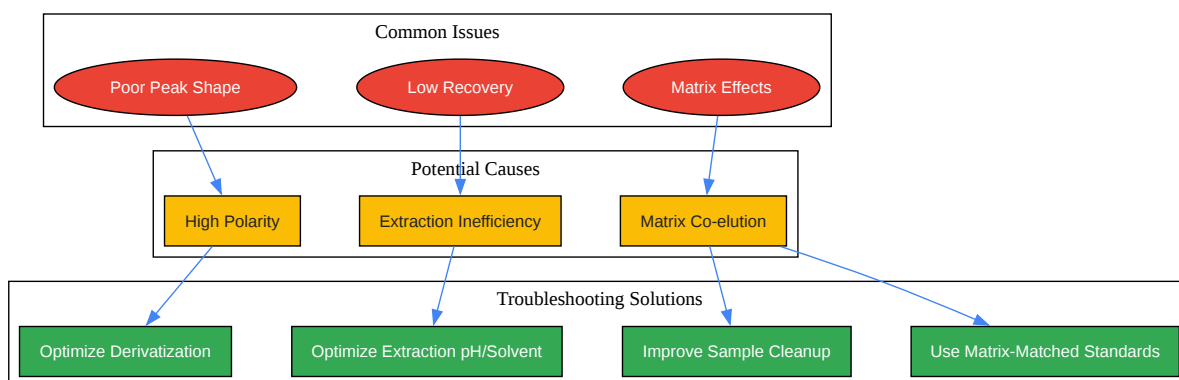 Common Issues
Poor Peak Shape
Low Recovery
Matrix Effects
Potential Causes
High Polarity
Extraction Inefficiency
Matrix Co-elution
Troubleshooting Solutions
Optimize Derivatization
Optimize Extraction pH/Solvent
Improve Sample Cleanup
Use Matrix-Matched Standards